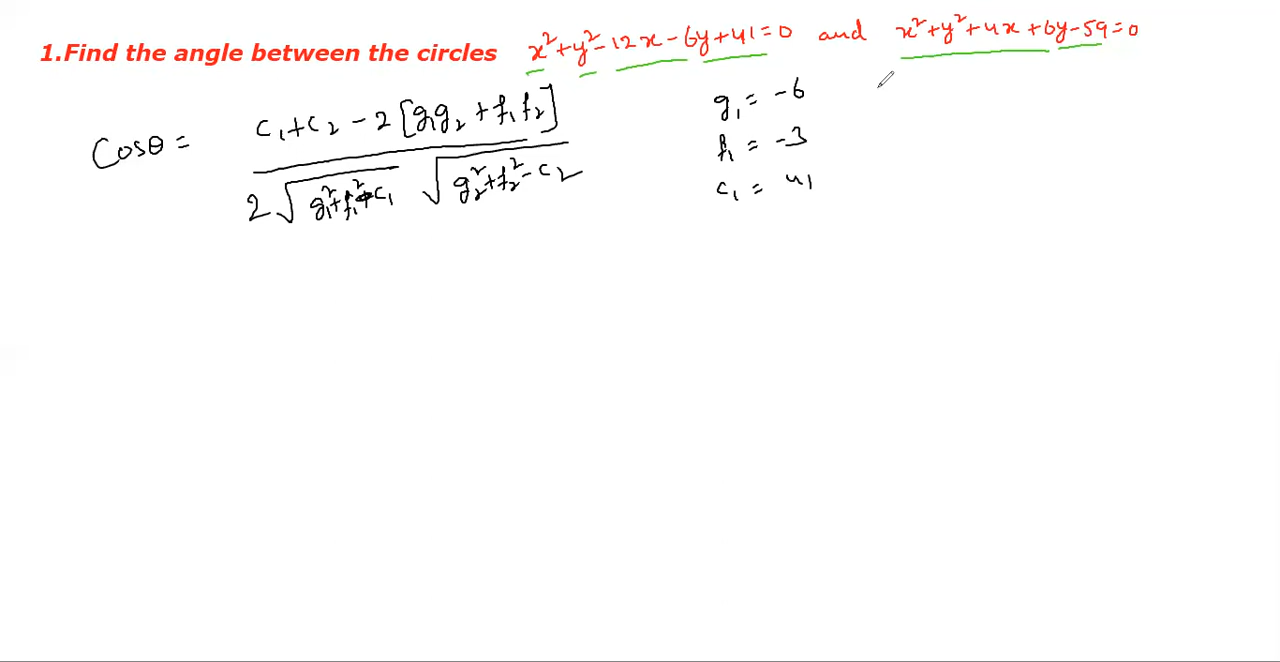 1.Find the angle between the circles x²+y²-12x-6y+41=0 and x²+y²+4x+6y-59=0
Cosθ = c₁+c₂-2[g₁g₂+f₁f₂] / 2√g₁²+f₁²-c₁ √g₂²+f₂²-c₂
g₁ = -6
f₁ = -3
c₁ = 41